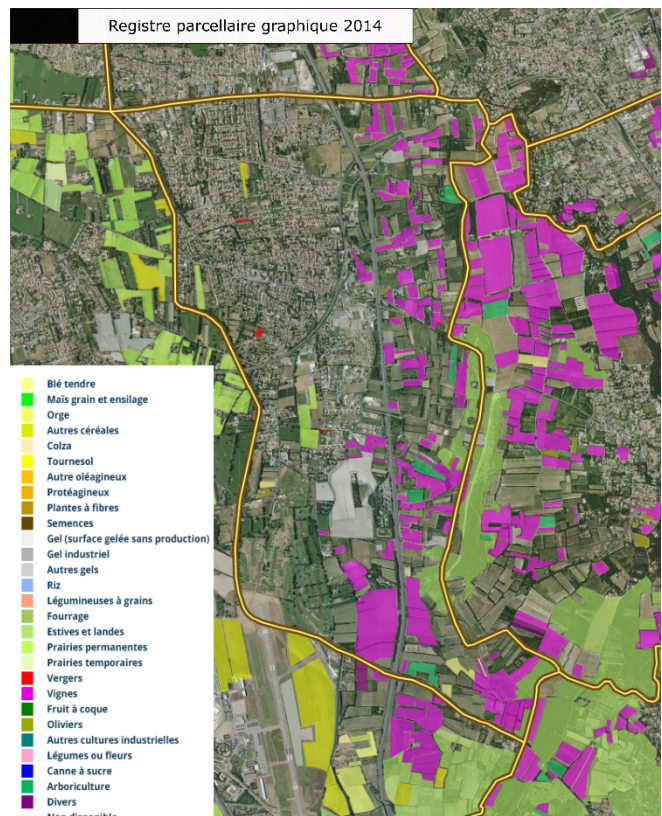 Registre parcellaire graphique 2014
Blé tendre
Maïs grain et ensilage
Orge
Autres céréales
Colza
Tournesol
Autre oléagineux
Protéagineux
Plantes à fibres
Semences
Gel (surface gelée sans production)
Gel industriel
Autres gels
Riz
Légumineuses à grains
Fourrage
Estives et landes
Prairies permanentes
Prairies temporaires
Vergers
Vignes
Fruit à coque
Oliviers
Autres cultures industrielles
Légumes ou fleurs
Canne à sucre
Arboriculture
Divers
Non disponible